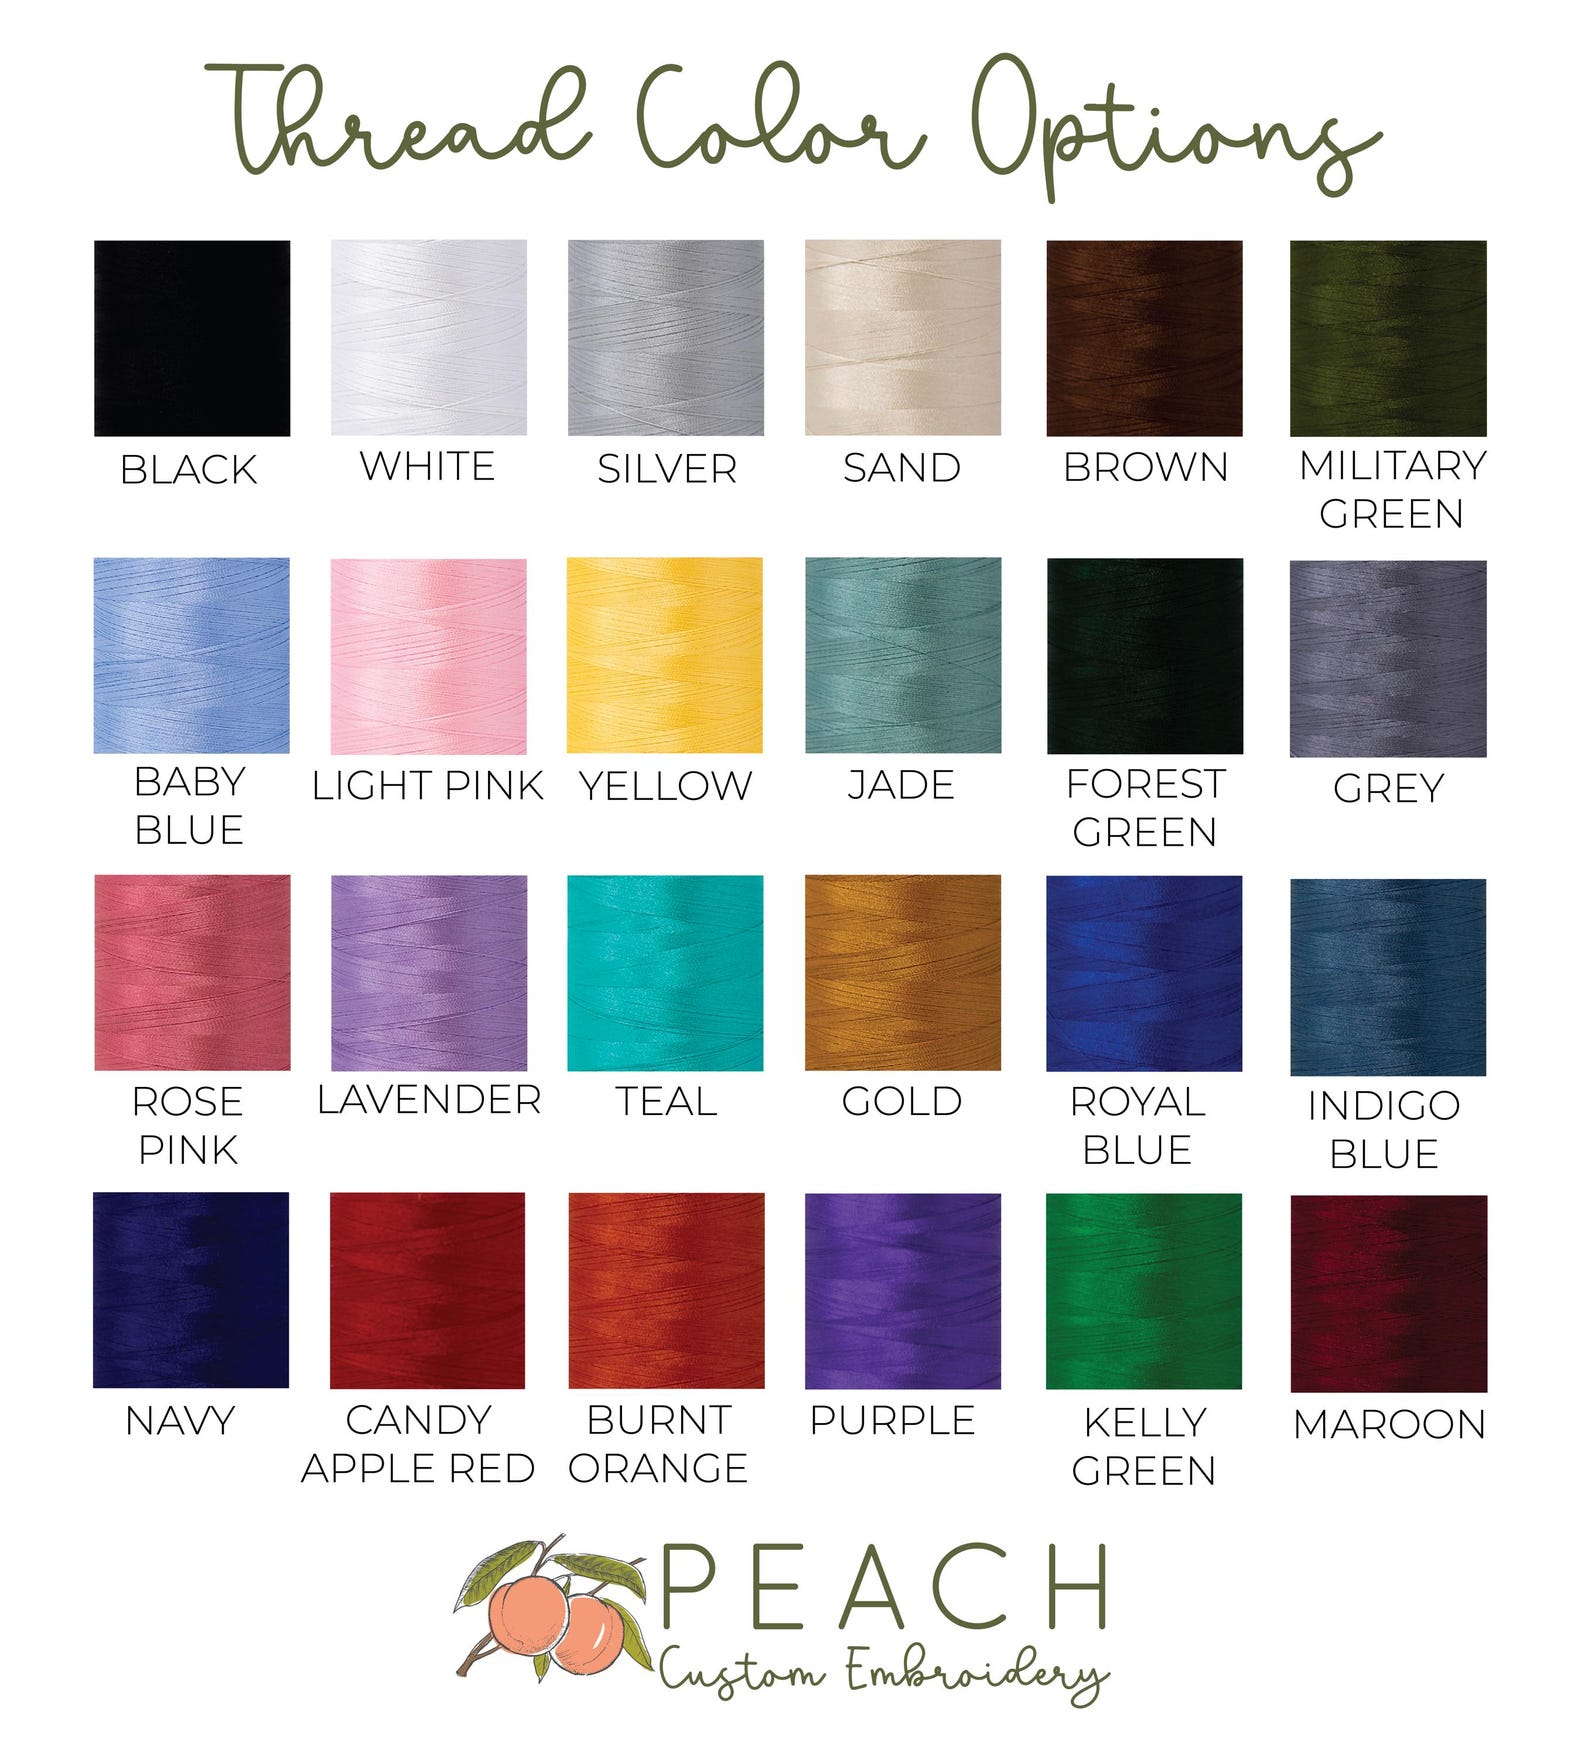 Thread Color Options
BLACK
WHITE
SILVER
SAND
BROWN
MILITARY
GREEN
BABY
BLUE
LIGHT PINK
YELLOW
JADE
FOREST
GREEN
GREY
ROSE
PINK
LAVENDER
TEAL
GOLD
ROYAL
BLUE
INDIGO
BLUE
NAVY
CANDY
APPLE RED
BURNT
ORANGE
PURPLE
KELLY
GREEN
MAROON
PEACH
Custom Embroidery